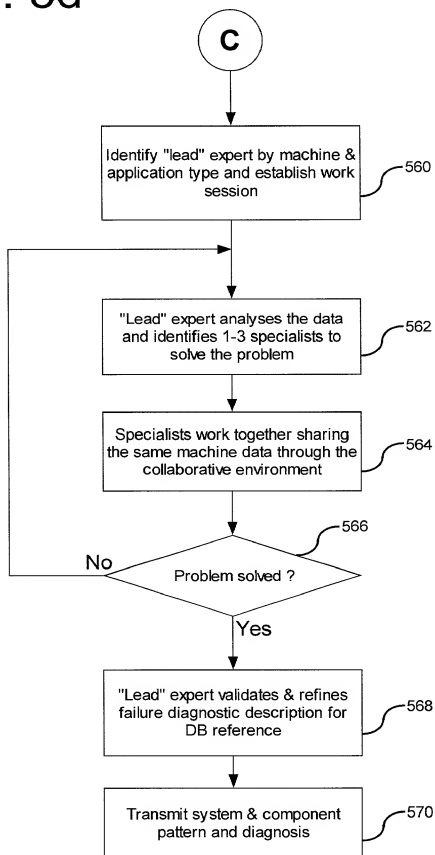 C
Identify "lead" expert by machine &
application type and establish work
session
560
"Lead" expert analyses the data
and identifies 1-3 specialists to
solve the problem
562
Specialists work together sharing
the same machine data through the
collaborative environment
564
566
Problem solved ?
No
Yes
"Lead" expert validates & refines
failure diagnostic description for
DB reference
568
Transmit system & component
pattern and diagnosis
570